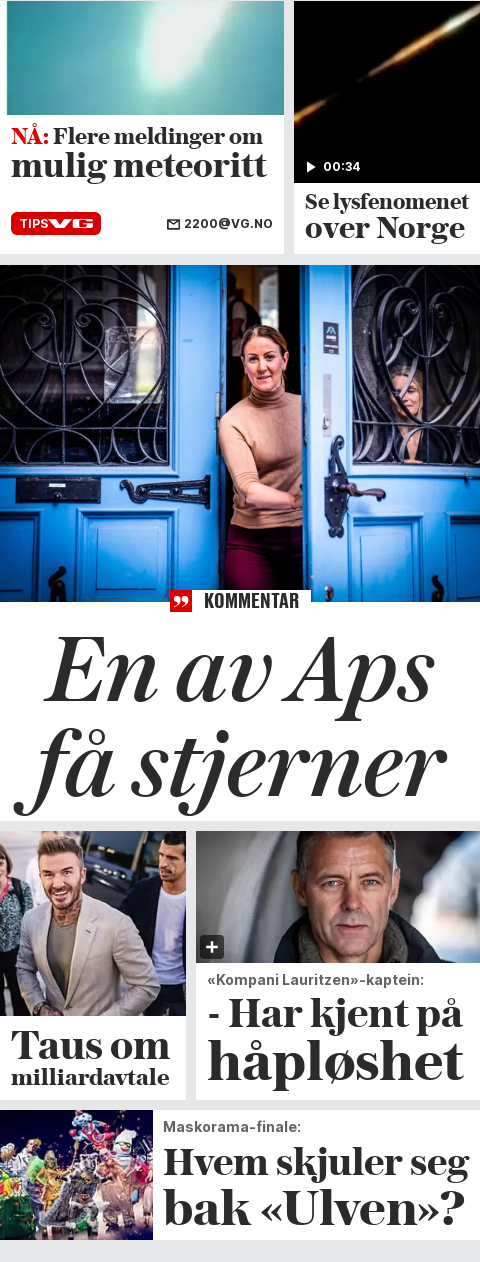 NÅ: Flere meldinger om
mulig meteoritt
TIPS VG
2200@VG.NO
00:34
Se lysfenomenet
over Norge
KOMMENTAR
En av Aps
få stjerner
Taus om
milliardavtale
«Kompani Lauritzen»-kaptein:
- Har kjent på
håpløshet
Maskorama-finale:
Hvem skjuler seg
bak «Ulven»?